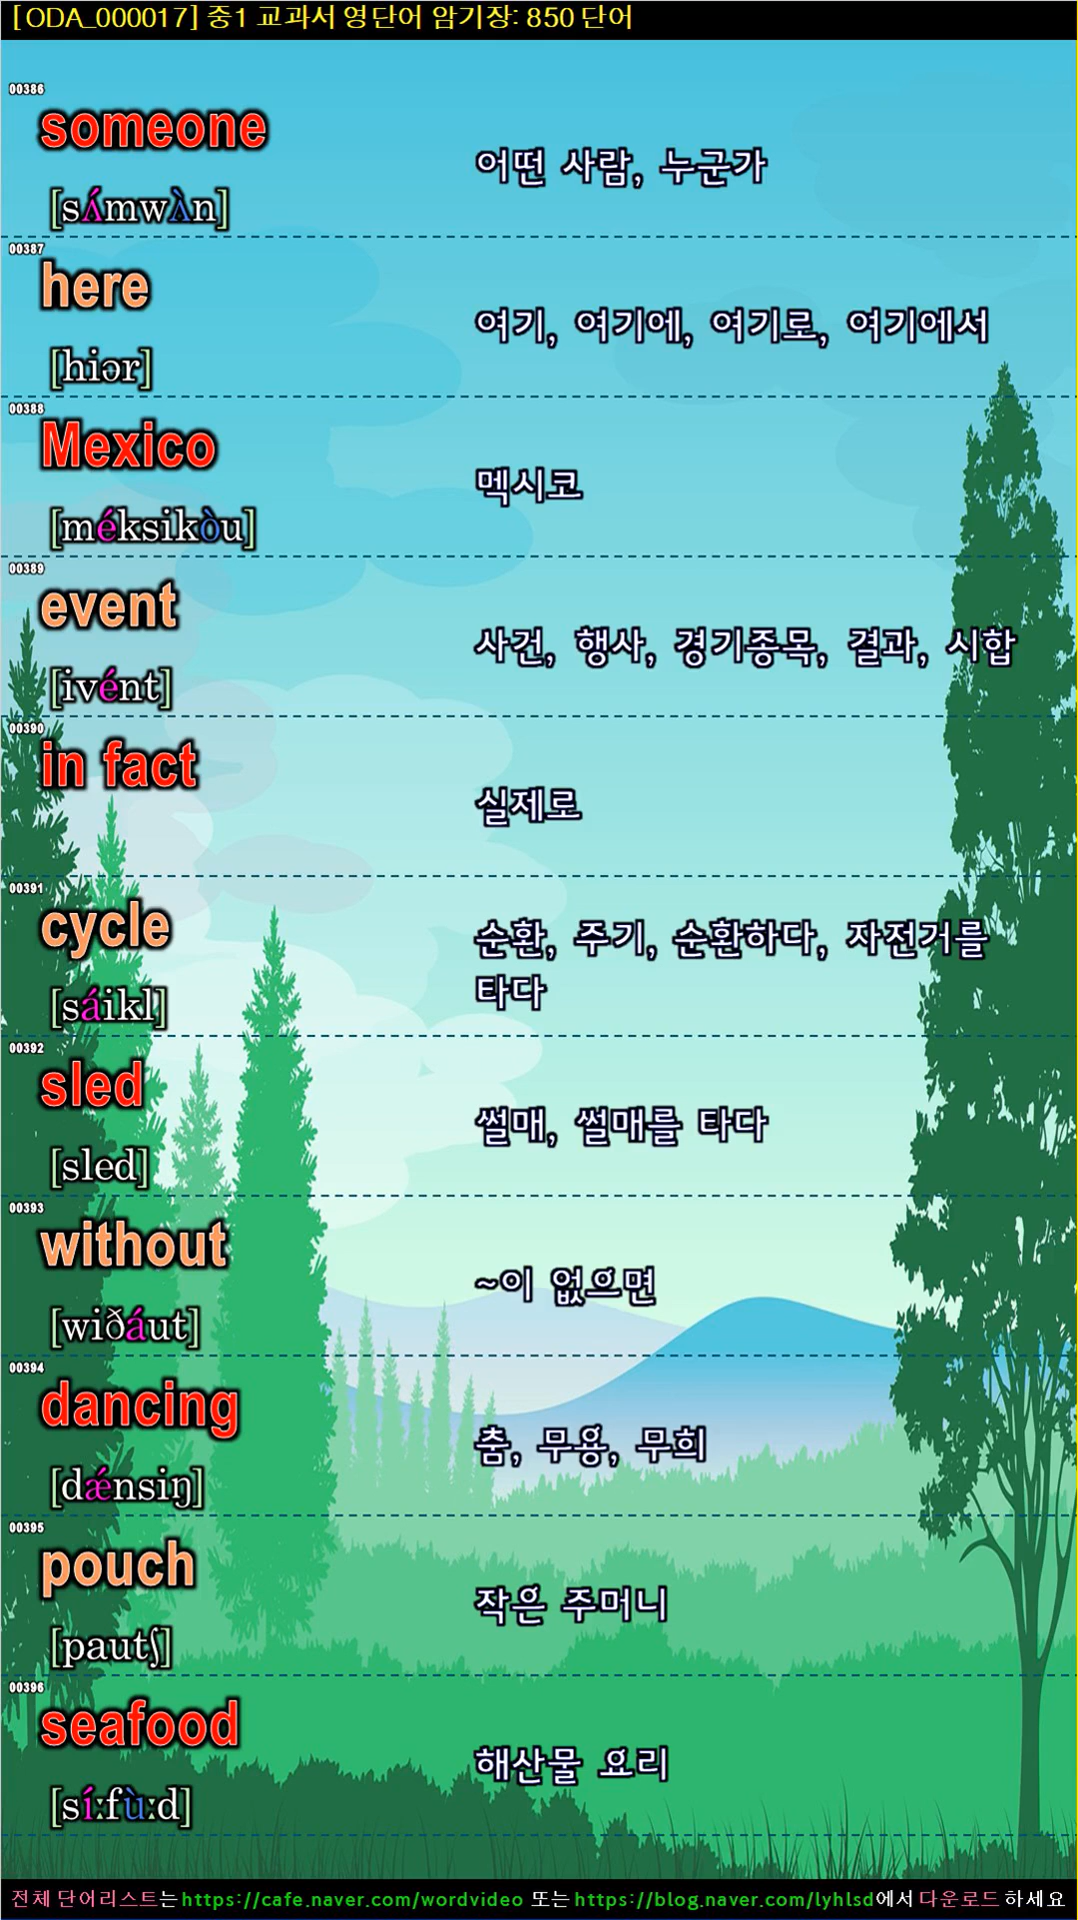 [ODA_000017] 중1 교과서 영단어 암기장: 850 단어
00386
someone
어떤 사람, 누군가
[sʌ́mwʌ̀n]
00387
here
여기, 여기에, 여기로, 여기에서
[hiər]
00388
Mexico
멕시코
[méksikòu]
00389
event
사건, 행사, 경기종목, 결과, 시합
[ivént]
00390
in fact
실제로
00391
cycle
순환, 주기, 순환하다, 자전거를
타다
[sáikl]
00392
sled
썰매, 썰매를 타다
[sled]
00393
without
~이 없으면
[wiðáut]
00394
dancing
춤, 무용, 무희
[dǽnsiŋ]
00395
pouch
작은 주머니
[pautʃ]
00396
seafood
해산물 요리
[síːfùːd]
전체 단어리스트는 https://cafe.naver.com/wordvideo 또는 https://blog.naver.com/lyhlsd에서 다운로드 하세요